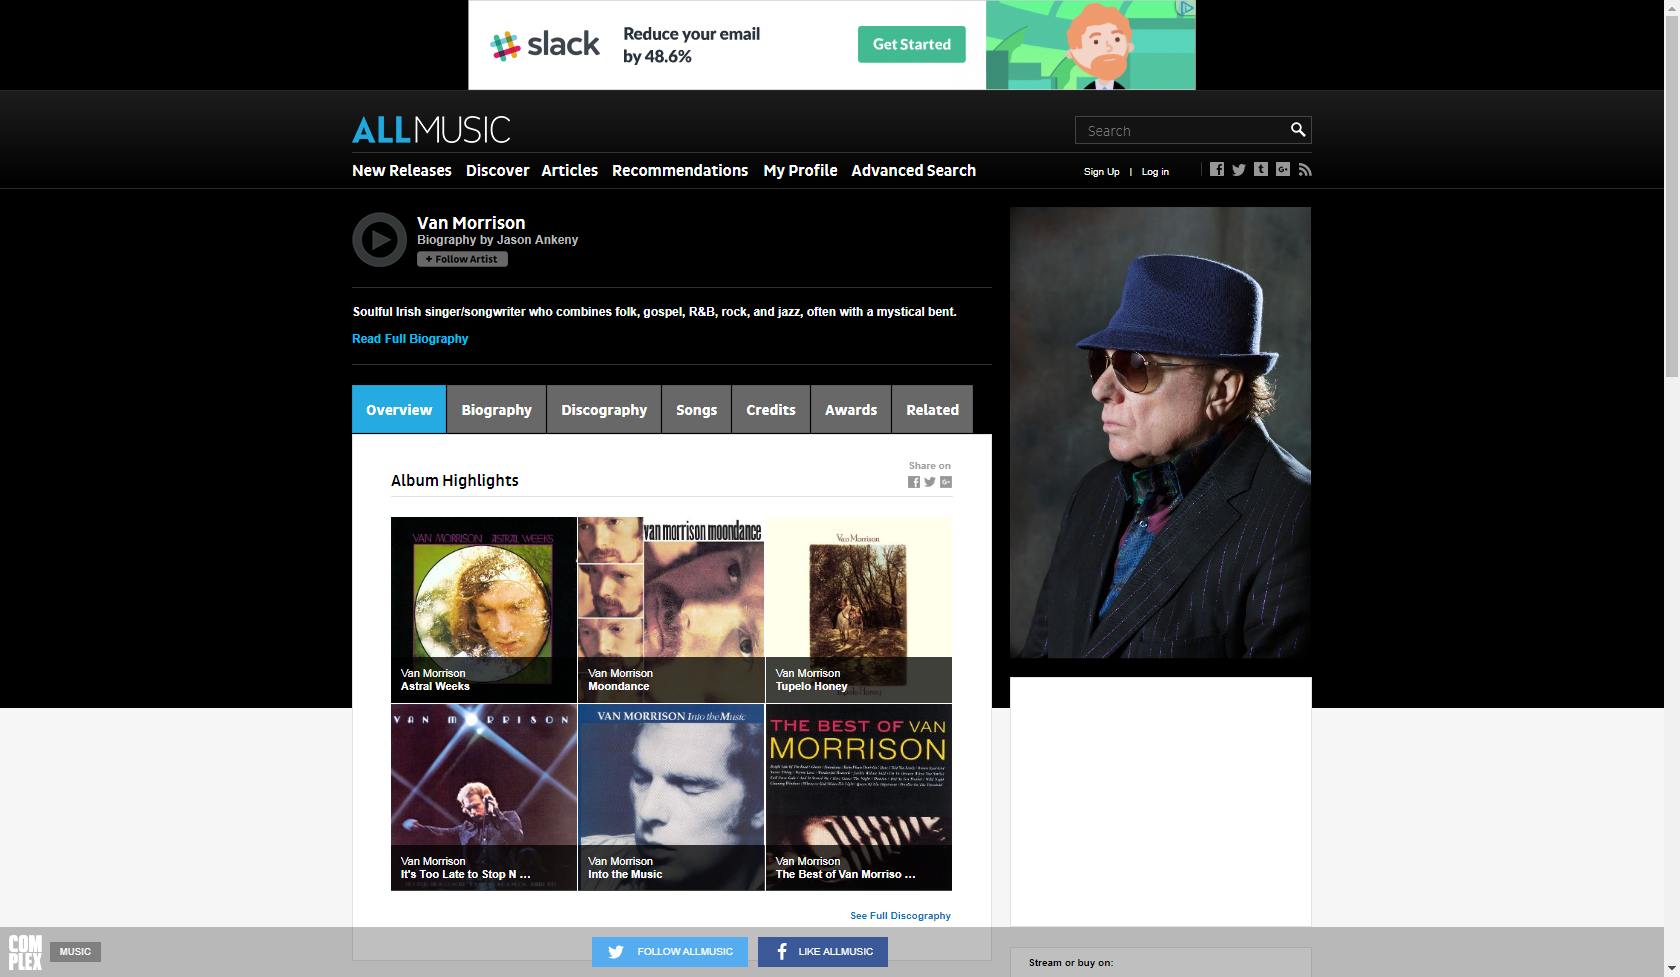 slack
Reduce your email
by 48.6%
Get Started
ALLMUSIC
Search
New Releases Discover Articles Recommendations My Profile Advanced Search
Sign Up | Log in
Van Morrison
Biography by Jason Ankeny
+ Follow Artist
Soulful Irish singer/songwriter who combines folk, gospel, R&B, rock, and jazz, often with a mystical bent.
Read Full Biography
Overview Biography Discography Songs Credits Awards Related
Share on
Album Highlights
VAN MORRISON ASTRAL WEEKS
van morrison moondance
Van Morrison
Van Morrison
Astral Weeks
Van Morrison
Moondance
Van Morrison
Tupelo Honey
Tupelo Honey
VAN MORRISON
VAN MORRISON Into the Music
THE BEST OF VAN
MORRISON
Van Morrison
It's Too Late to Stop N ...
Van Morrison
Into the Music
Van Morrison
The Best of Van Morriso ...
See Full Discography
COM
PLEX
MUSIC
FOLLOW ALLMUSIC
LIKE ALLMUSIC
Stream or buy on: